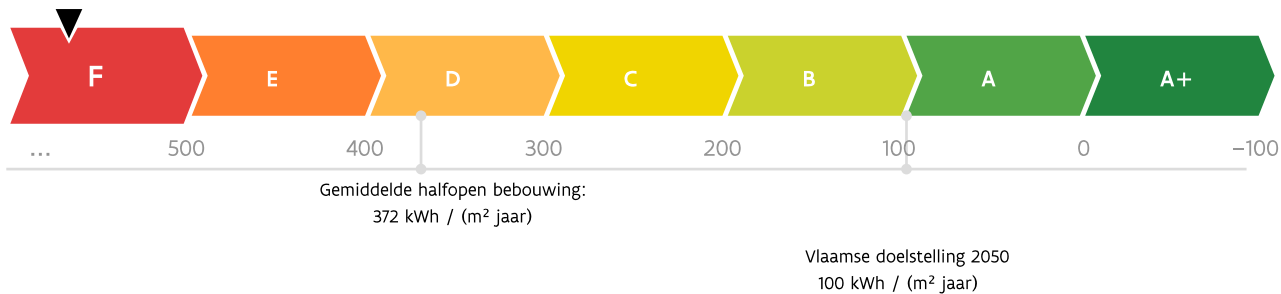 F E D C B A A+
... 500 400 300 200 100 0 −100
Gemiddelde halfopen bebouwing:
372 kWh / (m² jaar)
Vlaamse doelstelling 2050
100 kWh / (m² jaar)